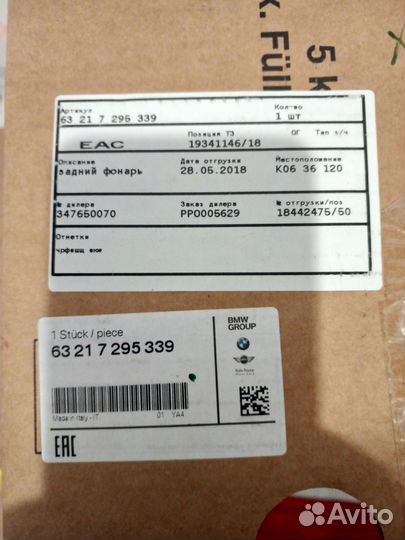 5 k
k. Füll
Артикул
Кол-во
63 21 7 295 339
1 шт
Позиция ТЭ
ОГ
Тип з/ч
EAC
19341146/18
Описание
Дата отгрузки
Местоположение
задний фонарь
28.05.2018
K06 36 120
№ дилера
Заказ дилера
№ отгрузки/поз
347650070
PP0005629
18442475/50
Отметки
1 Stück / piece
BMW
GROUP
63 21 7 295 339
Made in Italy - IT
01 YA4
EAC
Avito